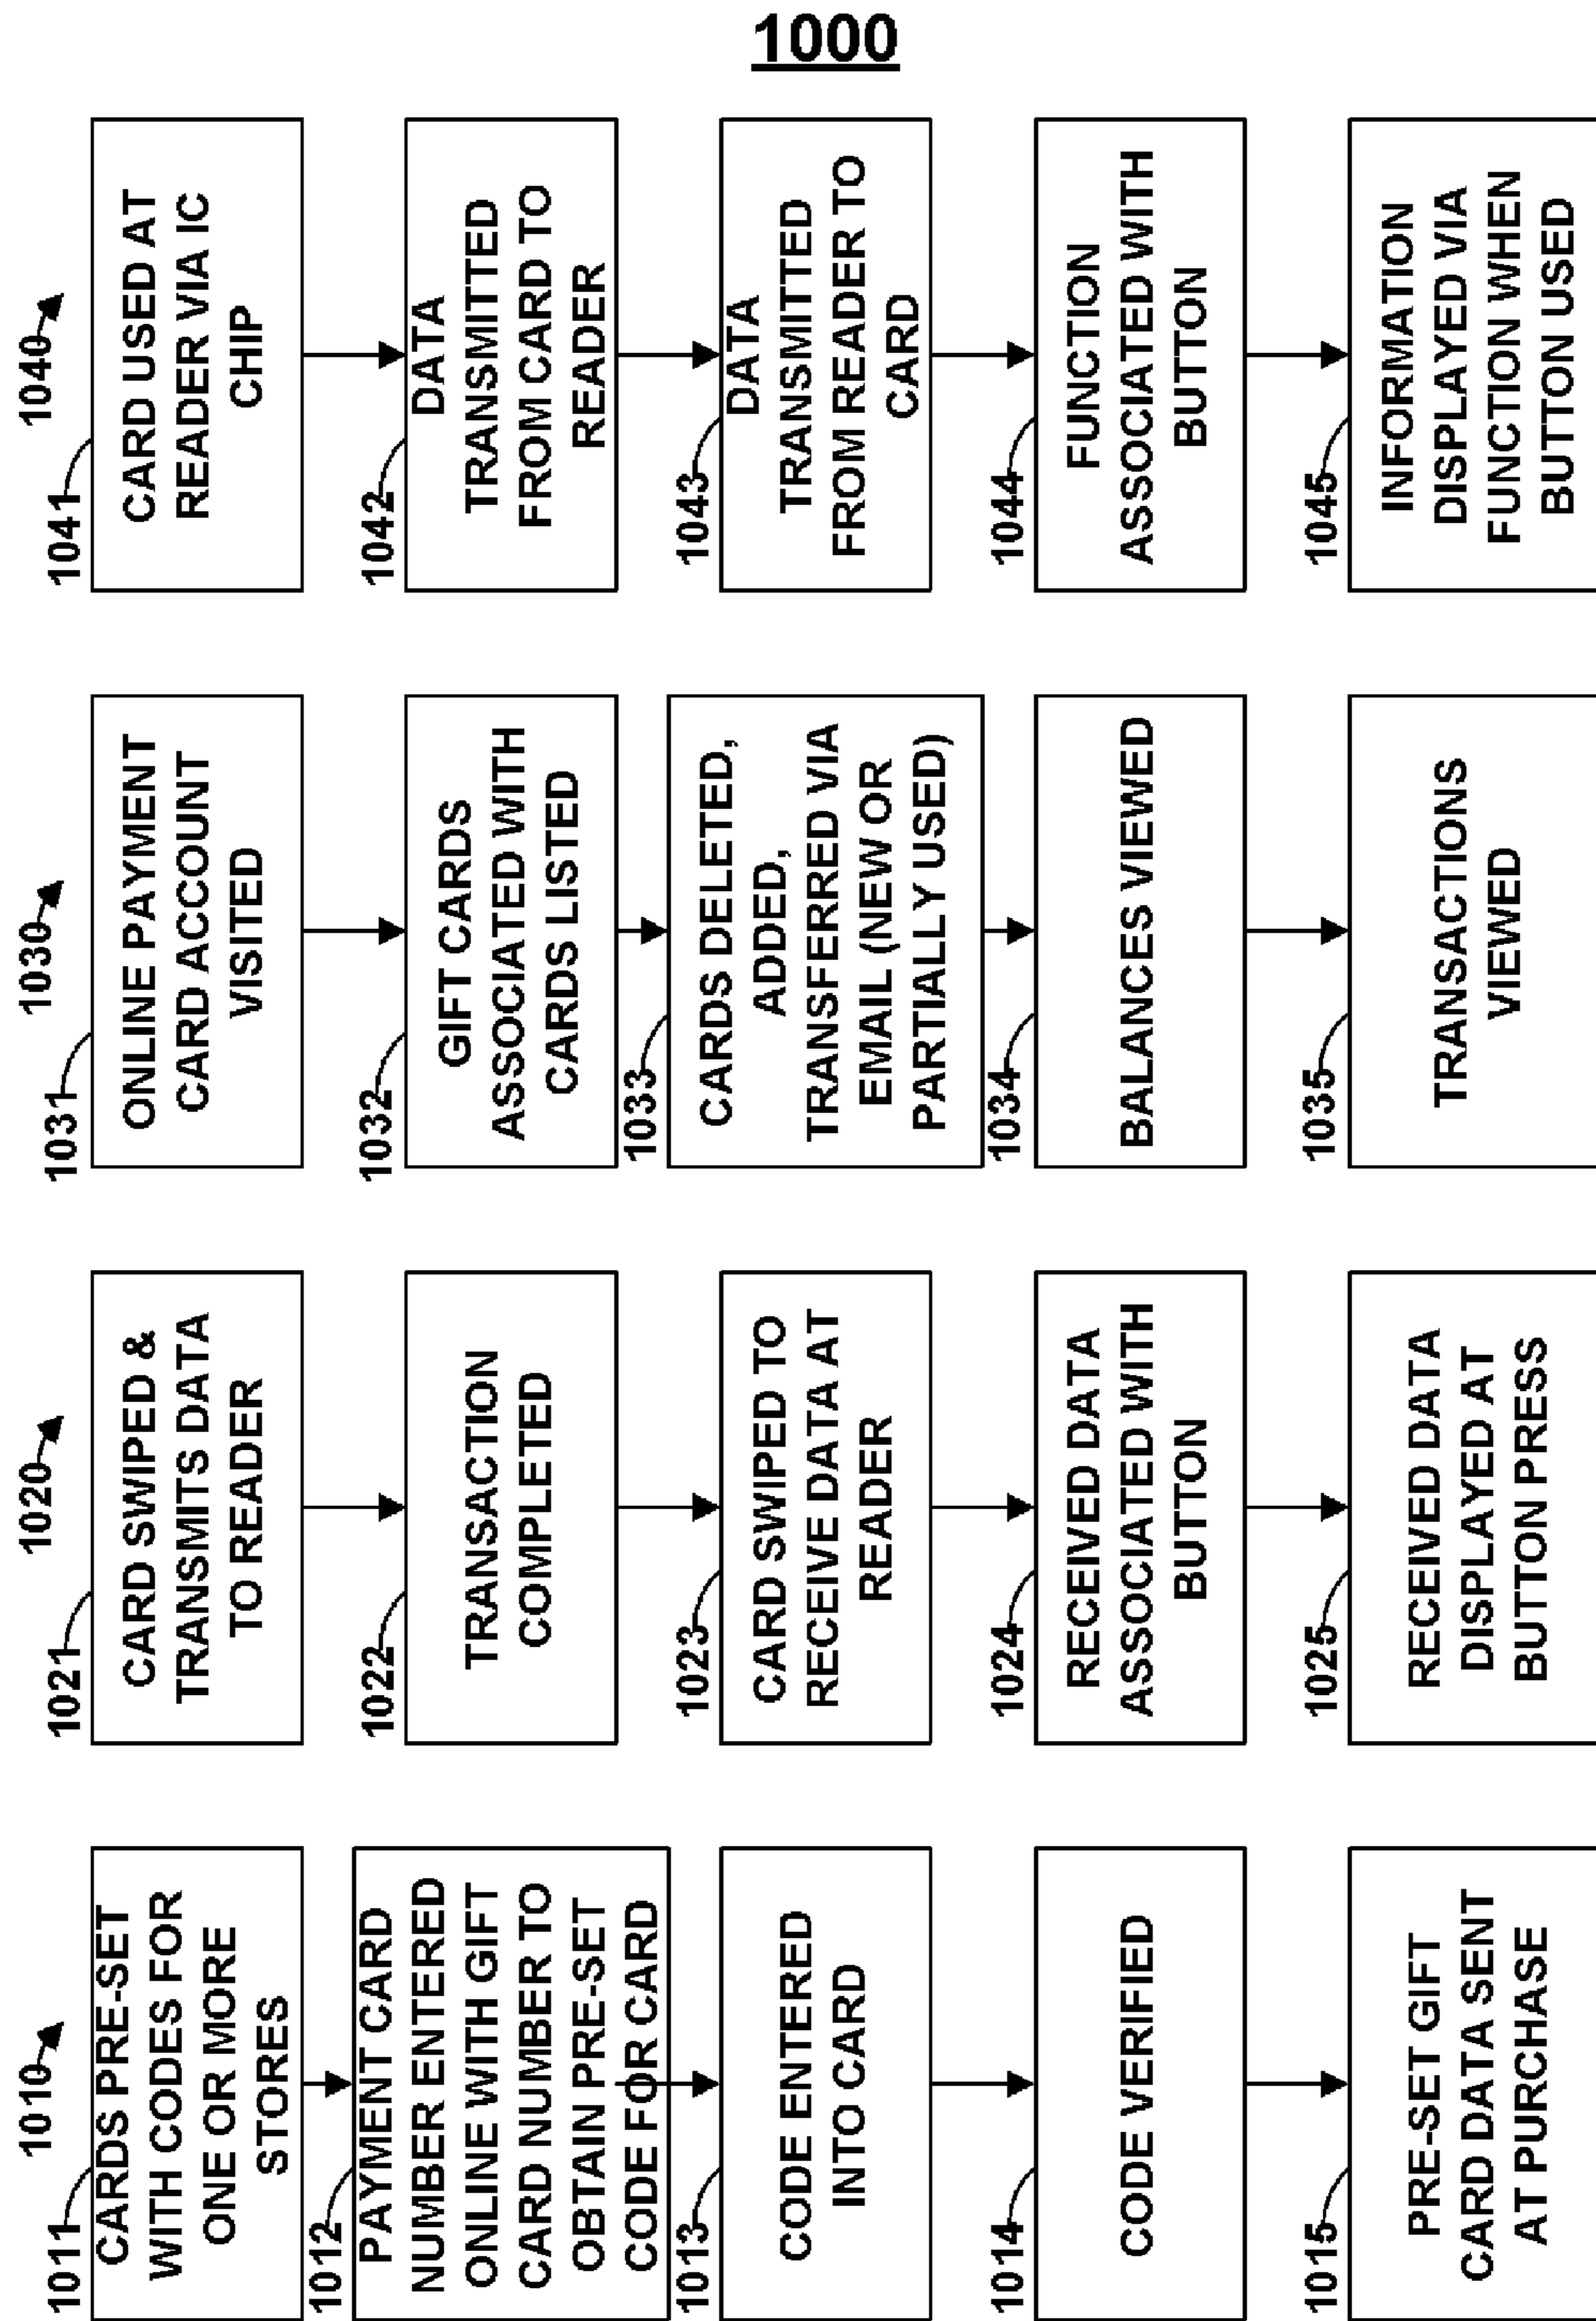 1000
1010
1011
CARDS PRE-SET
WITH CODES FOR
ONE OR MORE
STORES
1012
PAYMENT CARD
NUMBER ENTERED
ONLINE WITH GIFT
CARD NUMBER TO
OBTAIN PRE-SET
CODE FOR CARD
1013
CODE ENTERED
INTO CARD
1014
CODE VERIFIED
1015
PRE-SET GIFT
CARD DATA SENT
AT PURCHASE
1020
1021
CARD SWIPED &
TRANSMITS DATA
TO READER
1022
TRANSACTION
COMPLETED
1023
CARD SWIPED TO
RECEIVE DATA AT
READER
1024
RECEIVED DATA
ASSOCIATED WITH
BUTTON
1025
RECEIVED DATA
DISPLAYED AT
BUTTON PRESS
1030
1031
ONLINE PAYMENT
CARD ACCOUNT
VISITED
1032
GIFT CARDS
ASSOCIATED WITH
CARDS LISTED
1033
CARDS DELETED,
ADDED,
TRANSFERRED VIA
EMAIL (NEW OR
PARTIALLY USED)
1034
BALANCES VIEWED
1035
TRANSACTIONS
VIEWED
1040
1041
CARD USED AT
READER VIA IC
CHIP
1042
DATA
TRANSMITTED
FROM CARD TO
READER
1043
DATA
TRANSMITTED
FROM READER TO
CARD
1044
FUNCTION
ASSOCIATED WITH
BUTTON
1045
INFORMATION
DISPLAYED VIA
FUNCTION WHEN
BUTTON USED